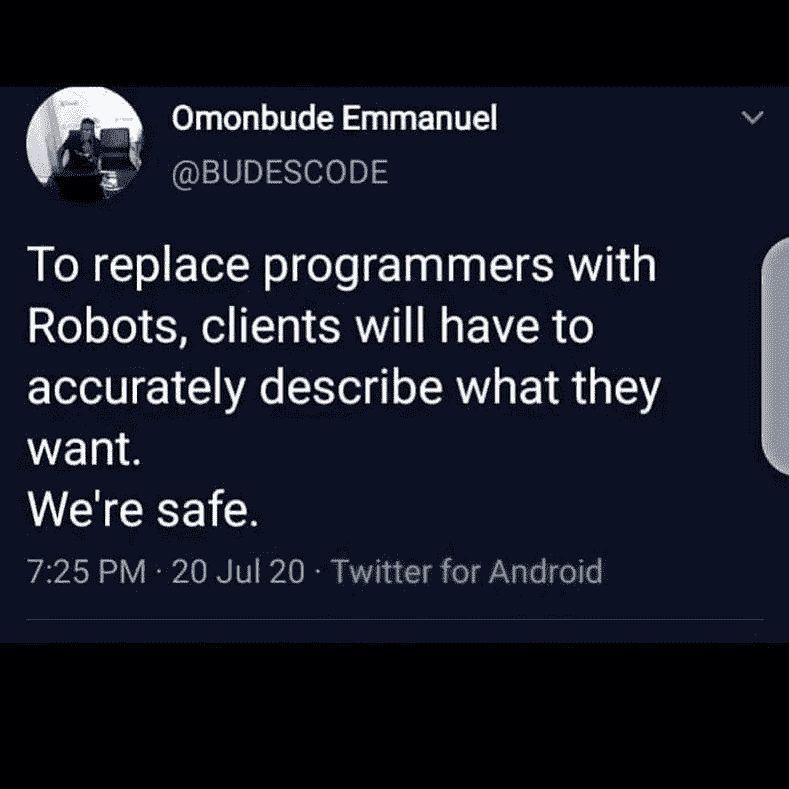 Omonbude Emmanuel
@BUDESCODE
To replace programmers with
Robots, clients will have to
accurately describe what they
want.
We're safe.
7:25 PM · 20 Jul 20 · Twitter for Android